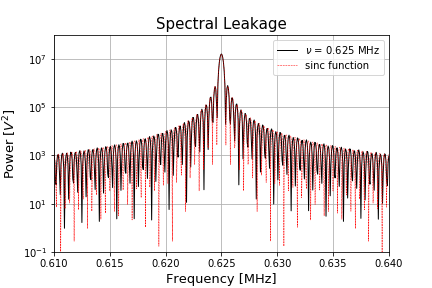 Spectral Leakage
Power [V²]
10⁷
10⁵
10³
10¹
10⁻¹
ν = 0.625 MHz
sinc function
0.610 0.615 0.620 0.625 0.630 0.635 0.640
Frequency [MHz]